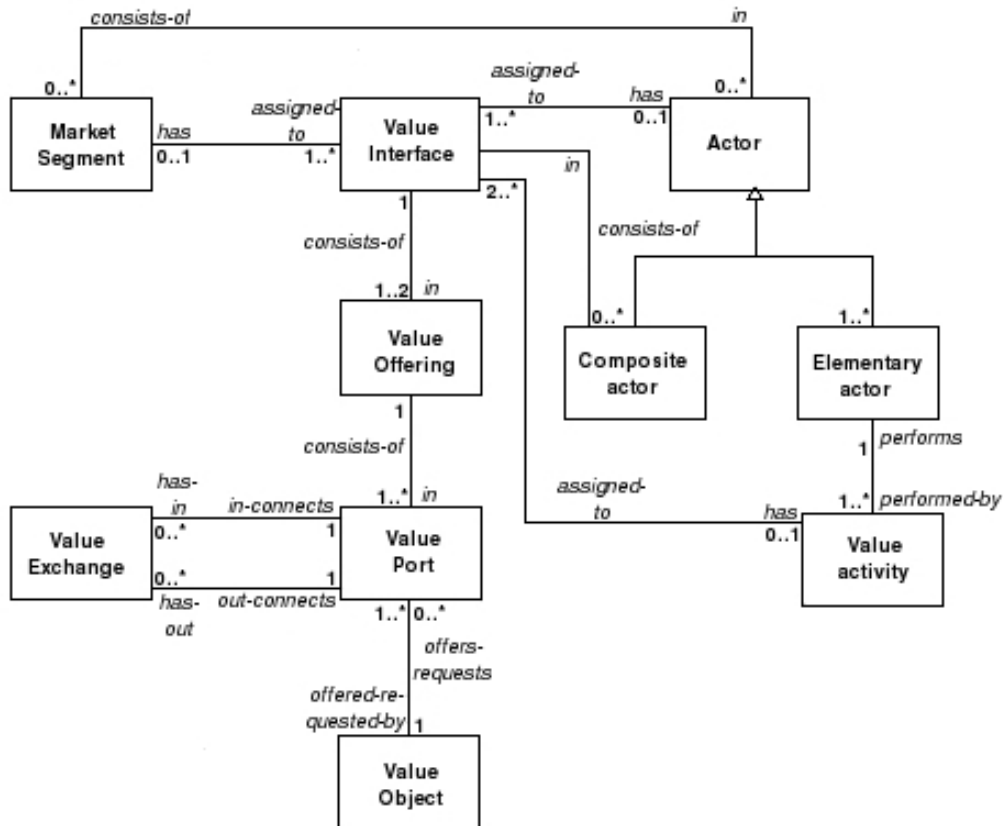 consists-of
in
0..*
0..*
Market
Segment
has
0..1
assigned-
to
1..*
Value
Interface
assigned-
to
1..*
has
0..1
Actor
in
2..*
1
consists-of
consists-of
1..2
in
Value
Offering
0..*
Composite
actor
1..*
Elementary
actor
1
consists-of
performs
1
assigned-
to
has
0..1
1..*
performed-by
Value
activity
has-
in
0..*
in-connects
1
1..*
in
Value
Exchange
Value
Port
0..*
has-
out
1
out-connects
1..*
0..*
offers-
requests
offered-re-
quested-by
1
Value
Object